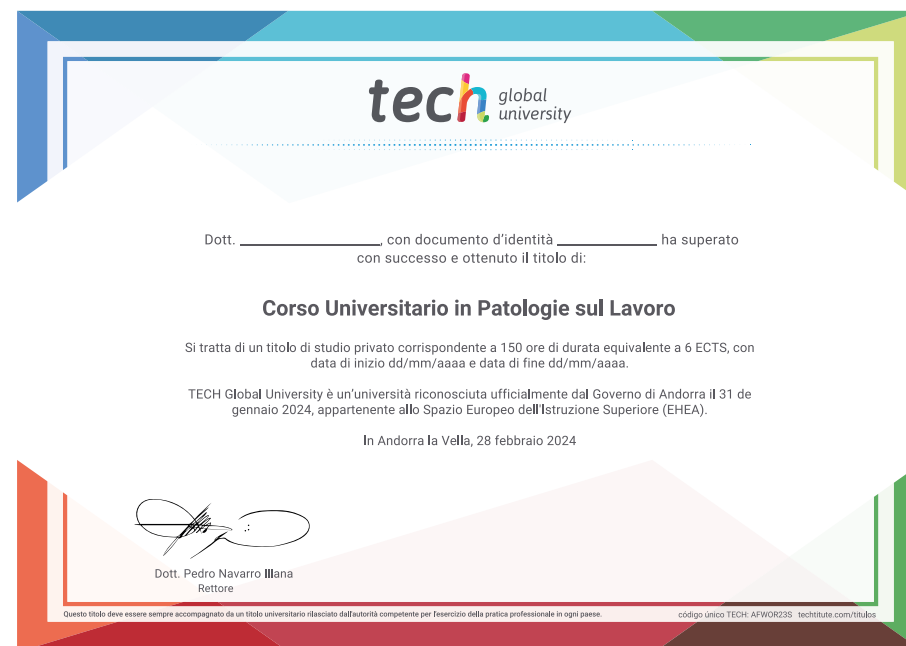 tech global university
Dott. ____________________, con documento d'identità ______________ ha superato
con successo e ottenuto il titolo di:
Corso Universitario in Patologie sul Lavoro
Si tratta di un titolo di studio privato corrispondente a 150 ore di durata equivalente a 6 ECTS, con
data di inizio dd/mm/aaaa e data di fine dd/mm/aaaa.
TECH Global University è un'università riconosciuta ufficialmente dal Governo di Andorra il 31 de
gennaio 2024, appartenente allo Spazio Europeo dell'Istruzione Superiore (EHEA).
In Andorra la Vella, 28 febbraio 2024
Dott. Pedro Navarro Illana
Rettore
Questo titolo deve essere sempre accompagnato da un titolo universitario rilasciato dall'autorità competente per l'esercizio della pratica professionale in ogni paese.
código único TECH: AFWOR23S techtitute.com/titulos